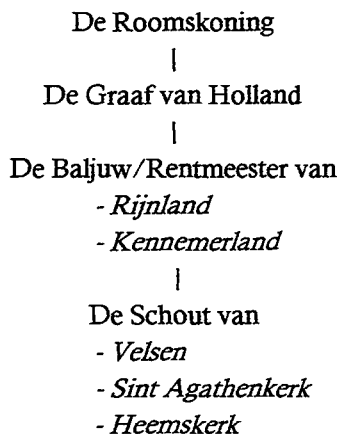 De Roomskoning
De Graaf van Holland
De Baljuw/Rentmeester van
- Rijnland
- Kennemerland
De Schout van
- Velsen
- Sint Agathenkerk
- Heemskerk